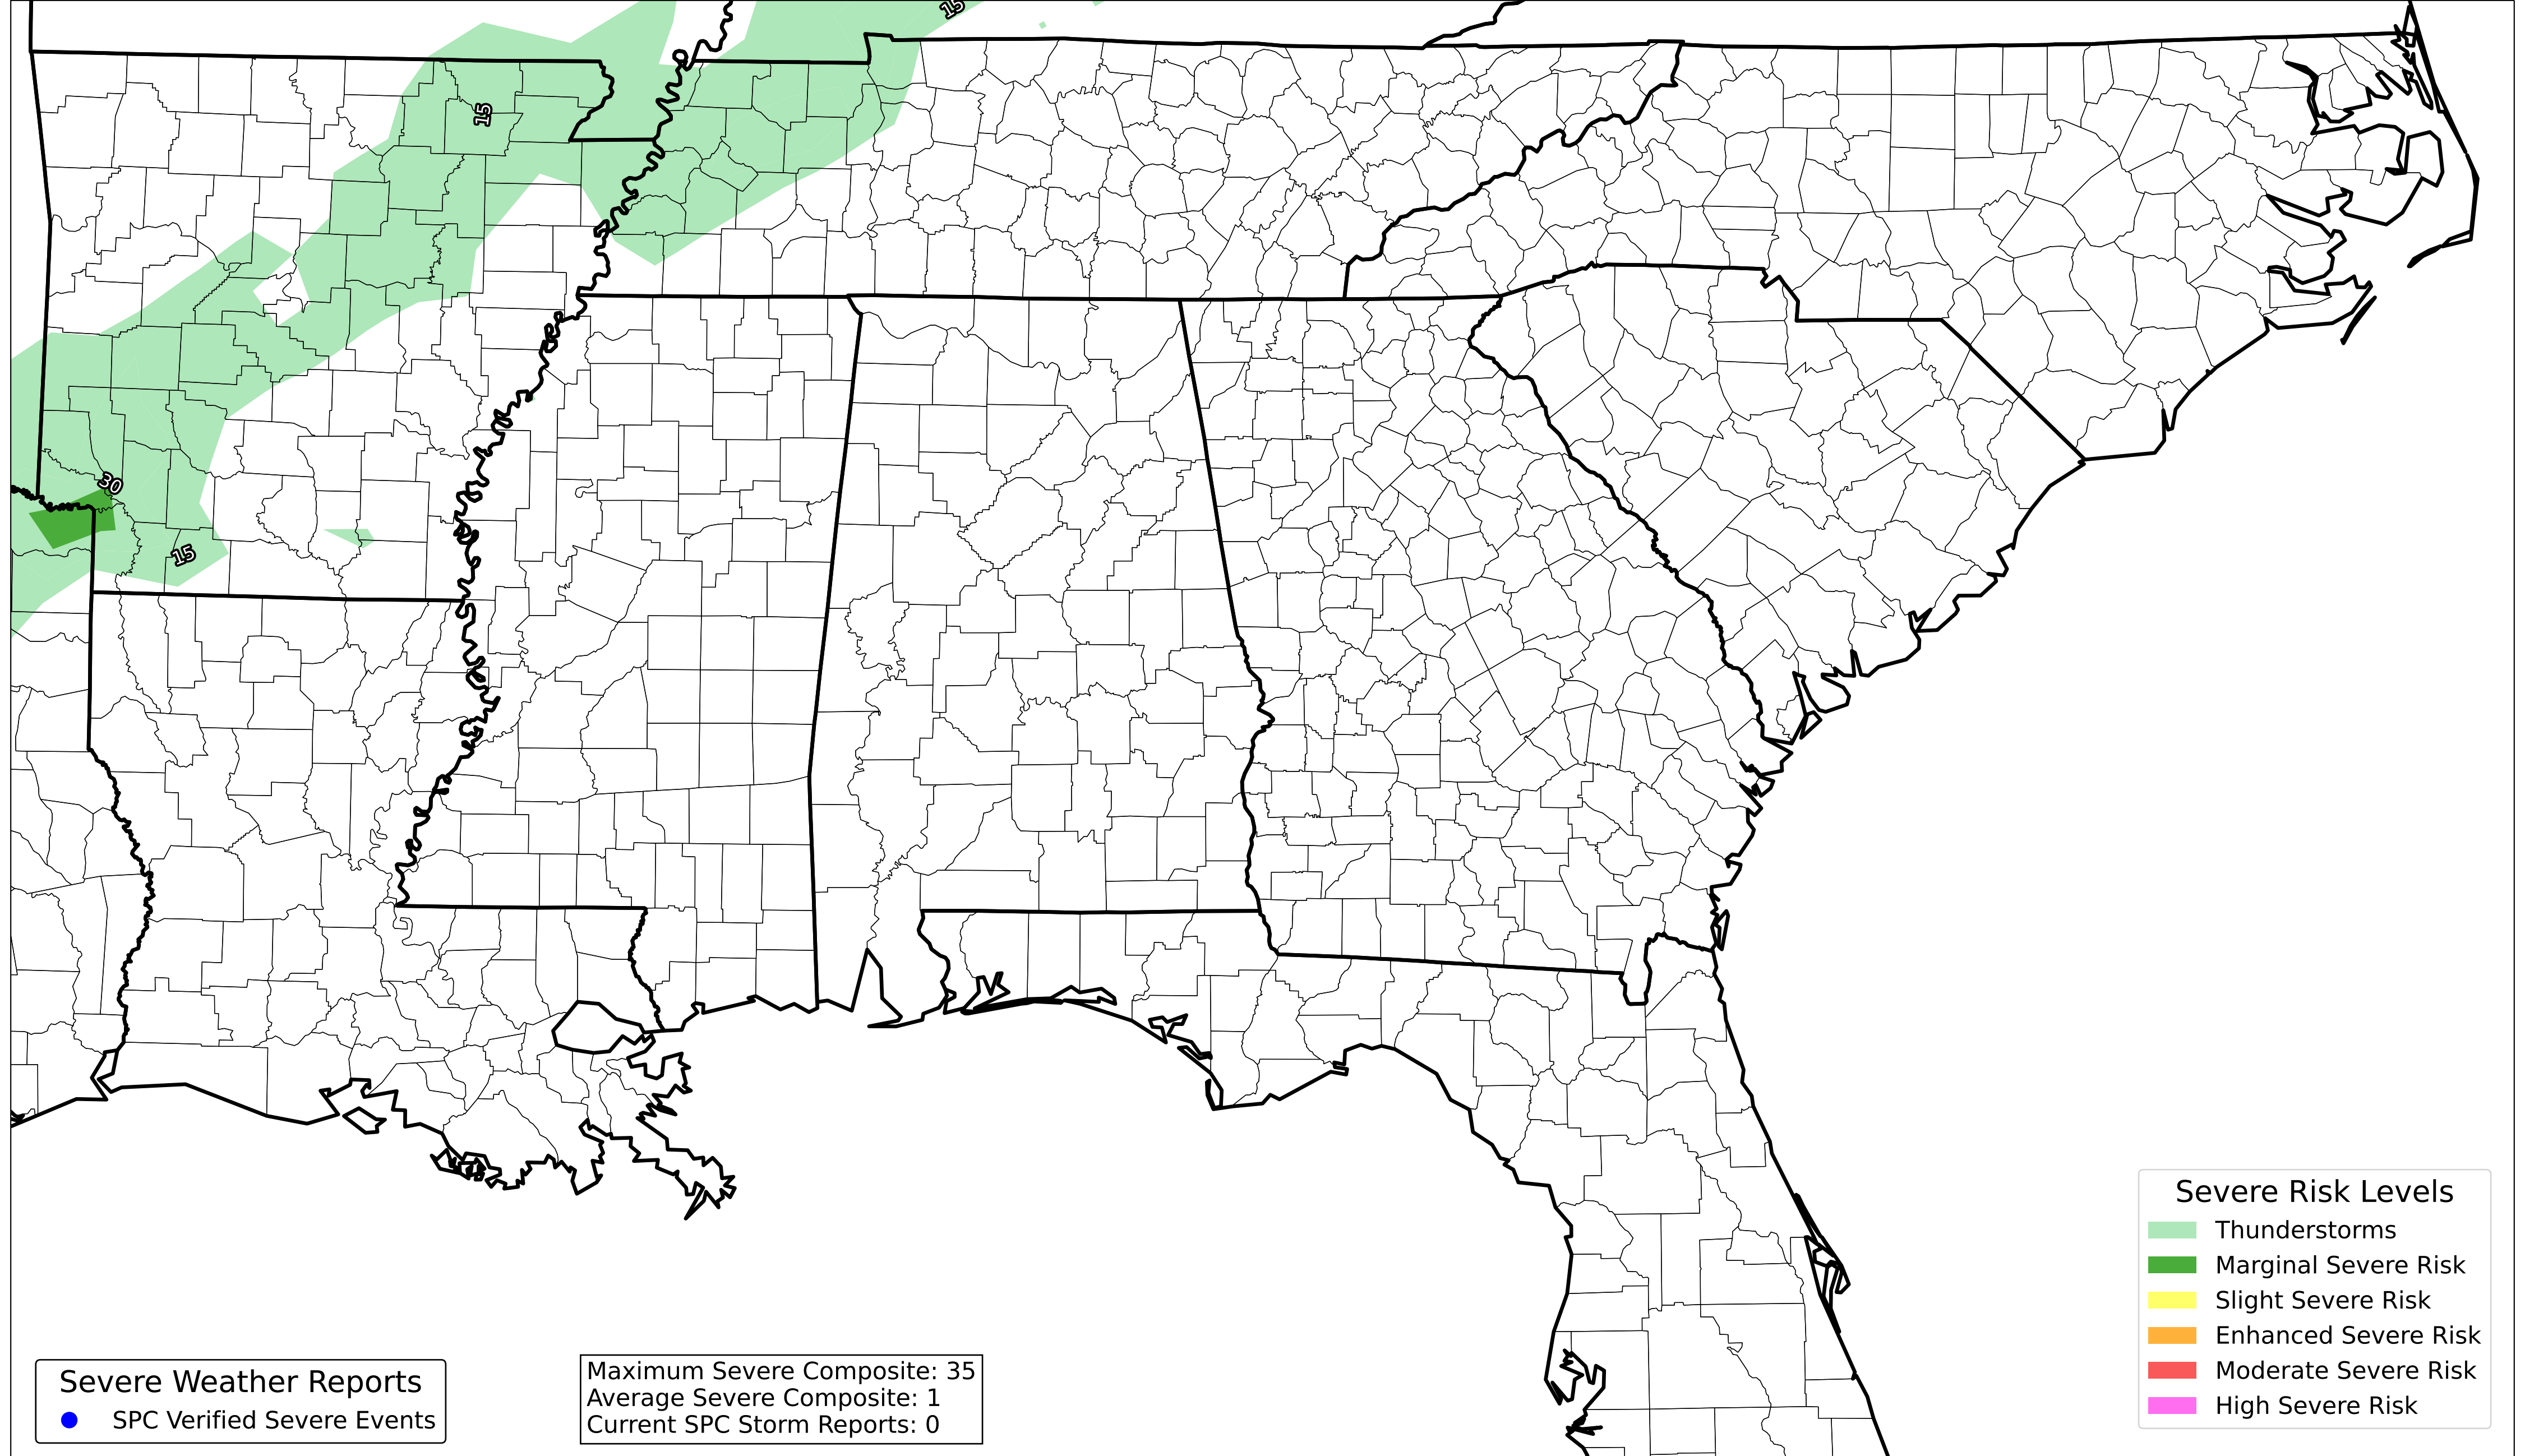 15
15
30
15
Severe Risk Levels
Thunderstorms
Marginal Severe Risk
Slight Severe Risk
Enhanced Severe Risk
Moderate Severe Risk
High Severe Risk
Severe Weather Reports
SPC Verified Severe Events
Maximum Severe Composite: 35
Average Severe Composite: 1
Current SPC Storm Reports: 0